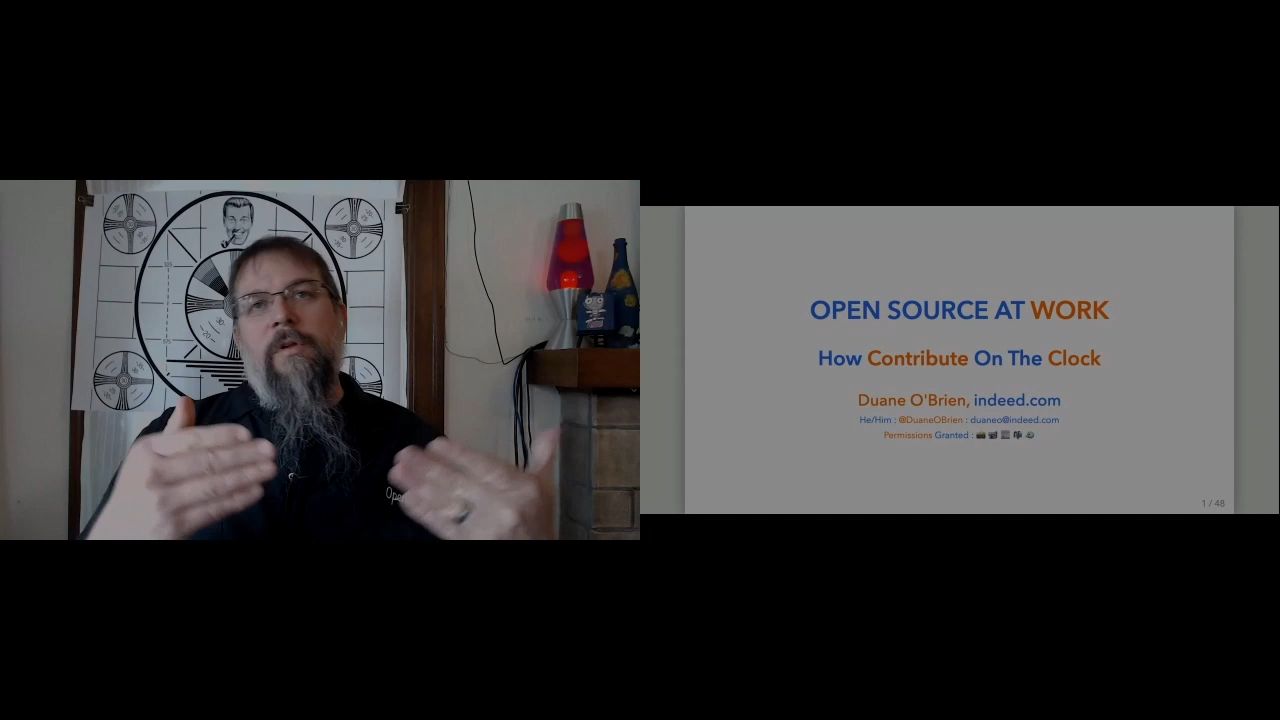 OPEN SOURCE AT WORK
How Contribute On The Clock
Duane O'Brien, indeed.com
He/Him : @DuaneOBrien : duaneo@indeed.com
Permissions Granted :
1 / 48
Open